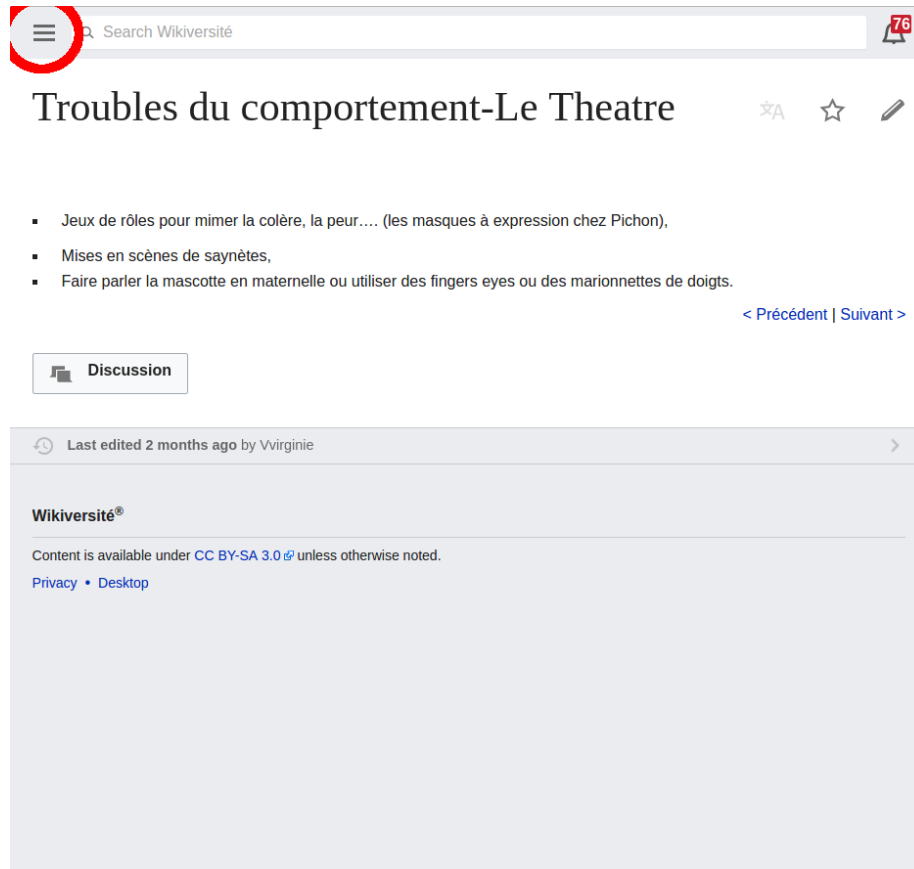 Search Wikiversité
76
Troubles du comportement-Le Theatre
Jeux de rôles pour mimer la colère, la peur…. (les masques à expression chez Pichon),
Mises en scènes de saynètes,
Faire parler la mascotte en maternelle ou utiliser des fingers eyes ou des marionnettes de doigts.
< Précédent | Suivant >
Discussion
Last edited 2 months ago by Vvirginie
Wikiversité®
Content is available under CC BY-SA 3.0 unless otherwise noted.
Privacy • Desktop